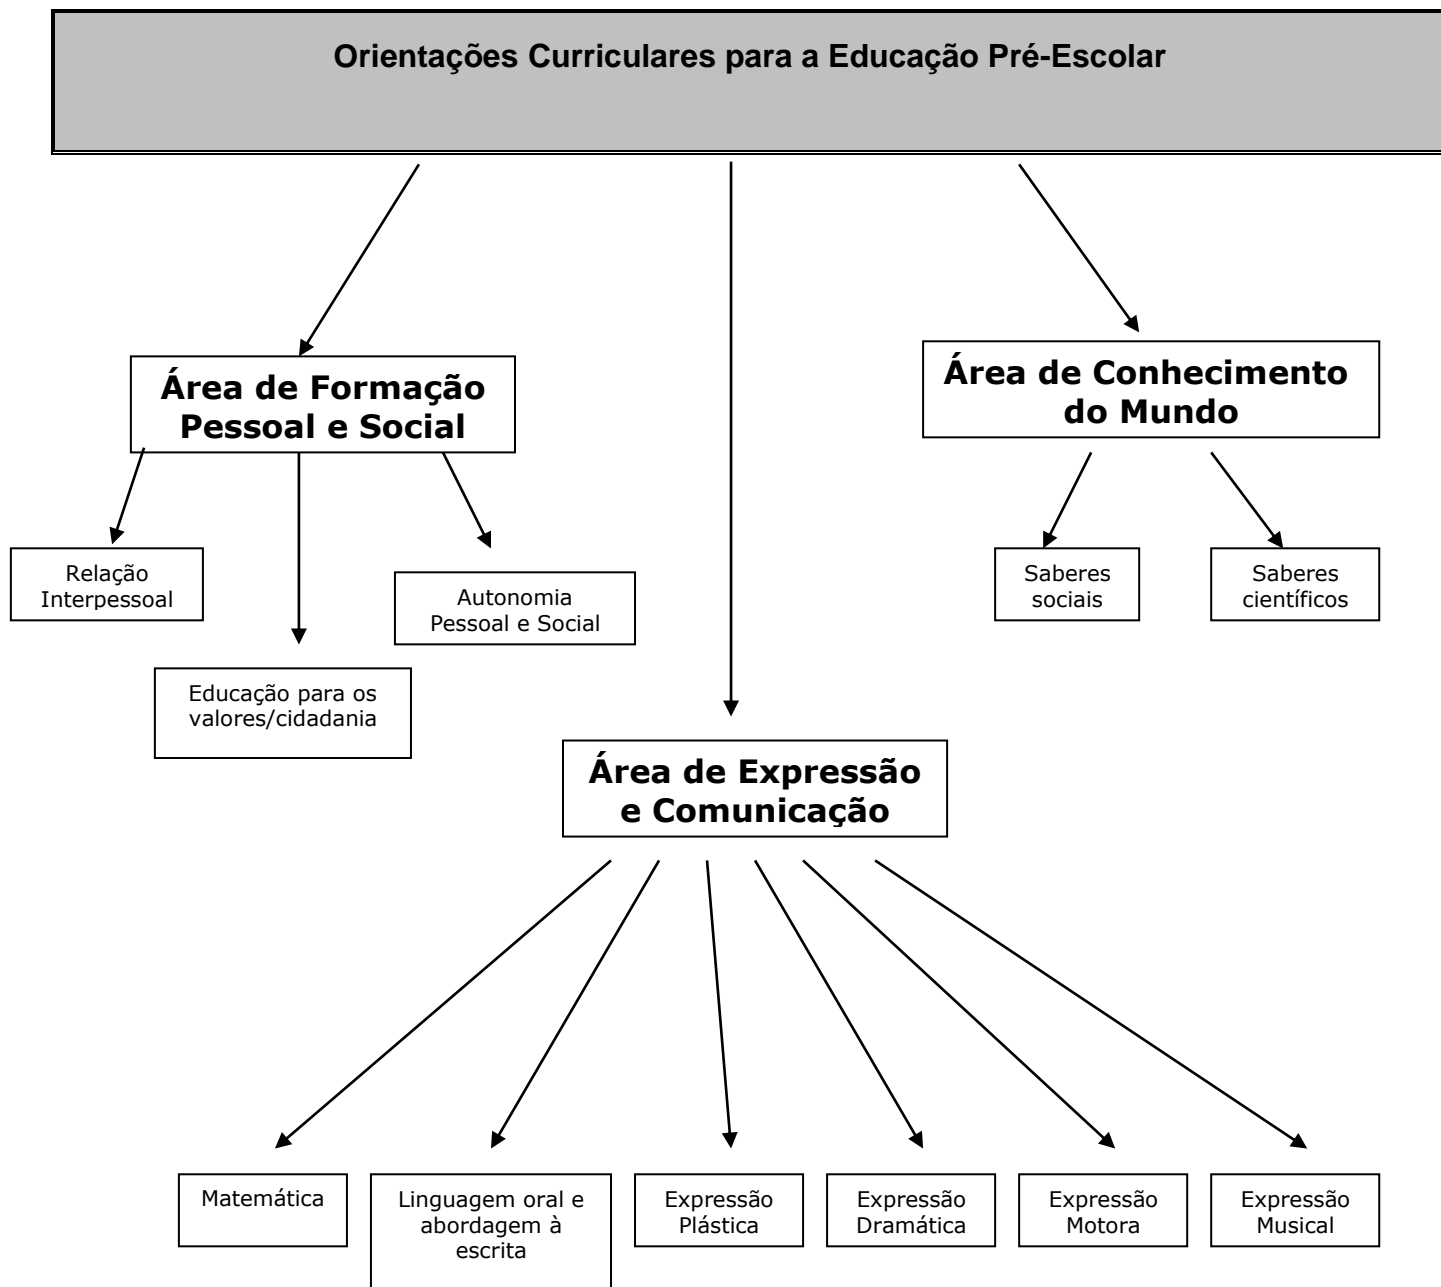 Orientações Curriculares para a Educação Pré-Escolar
Área de Formação
Pessoal e Social
Área de Conhecimento
do Mundo
Relação
Interpessoal
Autonomia
Pessoal e Social
Educação para os
valores/cidadania
Saberes
sociais
Saberes
científicos
Área de Expressão
e Comunicação
Matemática
Linguagem oral e
abordagem à
escrita
Expressão
Plástica
Expressão
Dramática
Expressão
Motora
Expressão
Musical